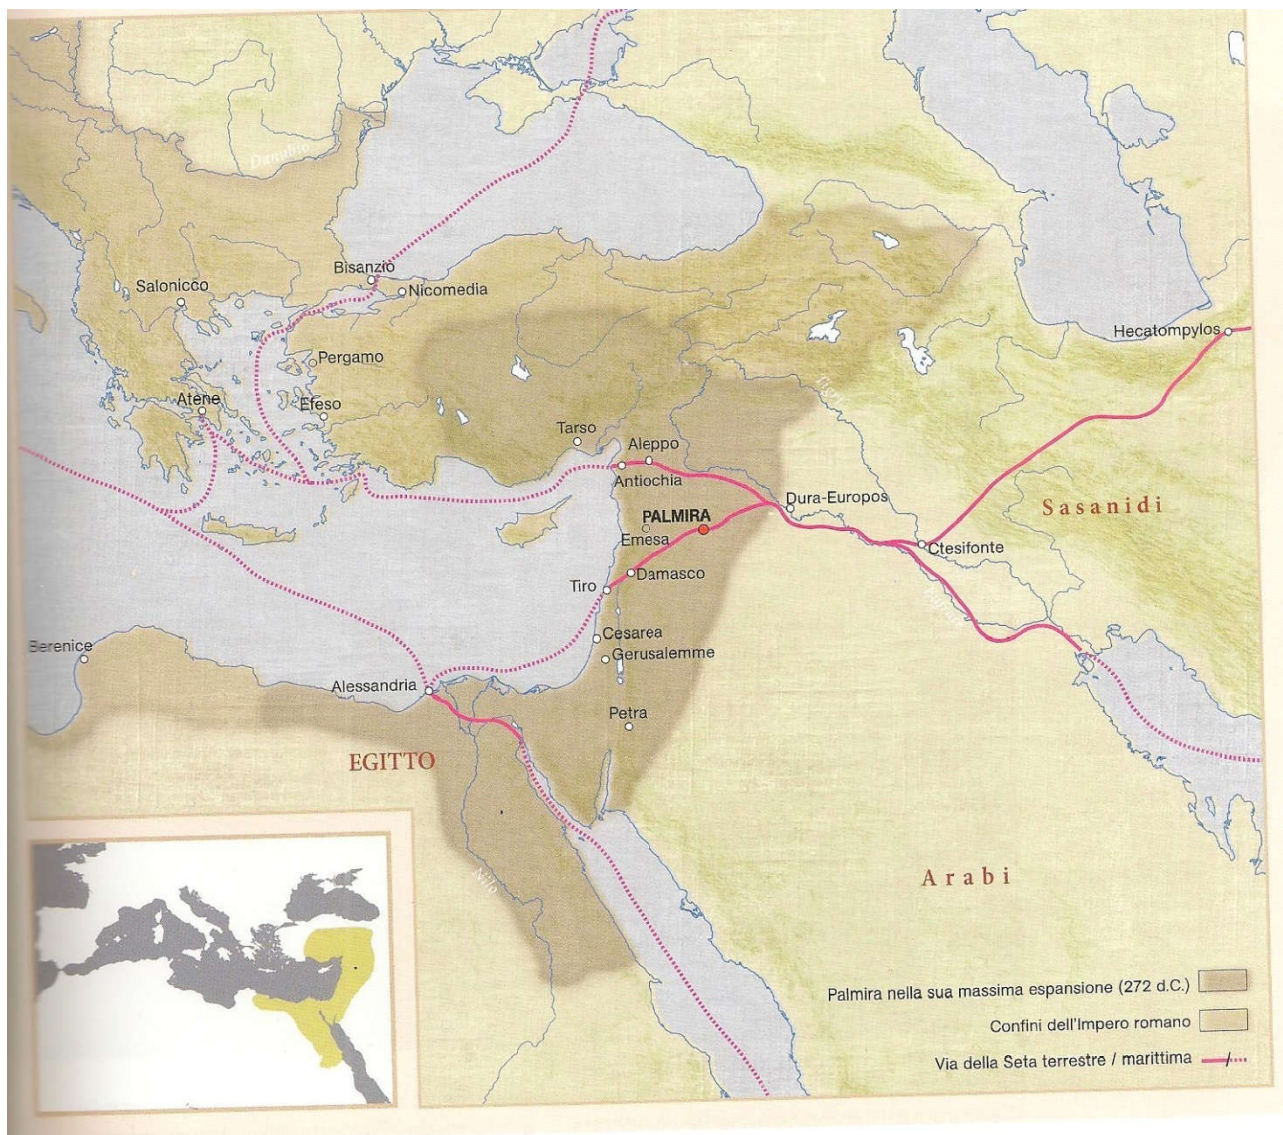 Danubio
Bisanzio
Salonicco
Nicomedia
Hecatompylos
Pergamo
Atene
Efeso
Tarso
Aleppo
Antiochia
Dura-Europos
Sasanidi
PALMIRA
Emesa
Ctesifonte
Damasco
Tiro
Cesarea
Berenice
Gerusalemme
Alessandria
Petra
EGITTO
Nilo
Arabi
Palmira nella sua massima espansione (272 d.C.)
Confini dell'Impero romano
Via della Seta terrestre / marittima